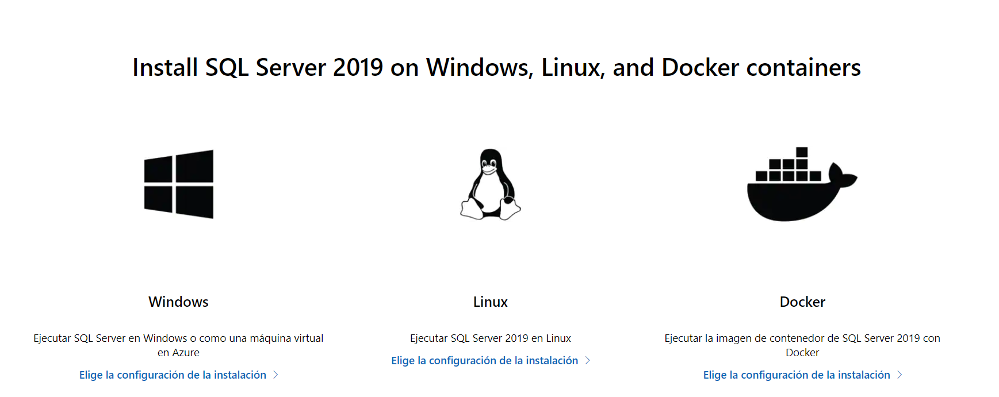 Install SQL Server 2019 on Windows, Linux, and Docker containers
Windows
Ejecutar SQL Server en Windows o como una máquina virtual
en Azure
Elige la configuración de la instalación
Linux
Ejecutar SQL Server 2019 en Linux
Elige la configuración de la instalación
Docker
Ejecutar la imagen de contenedor de SQL Server 2019 con
Docker
Elige la configuración de la instalación